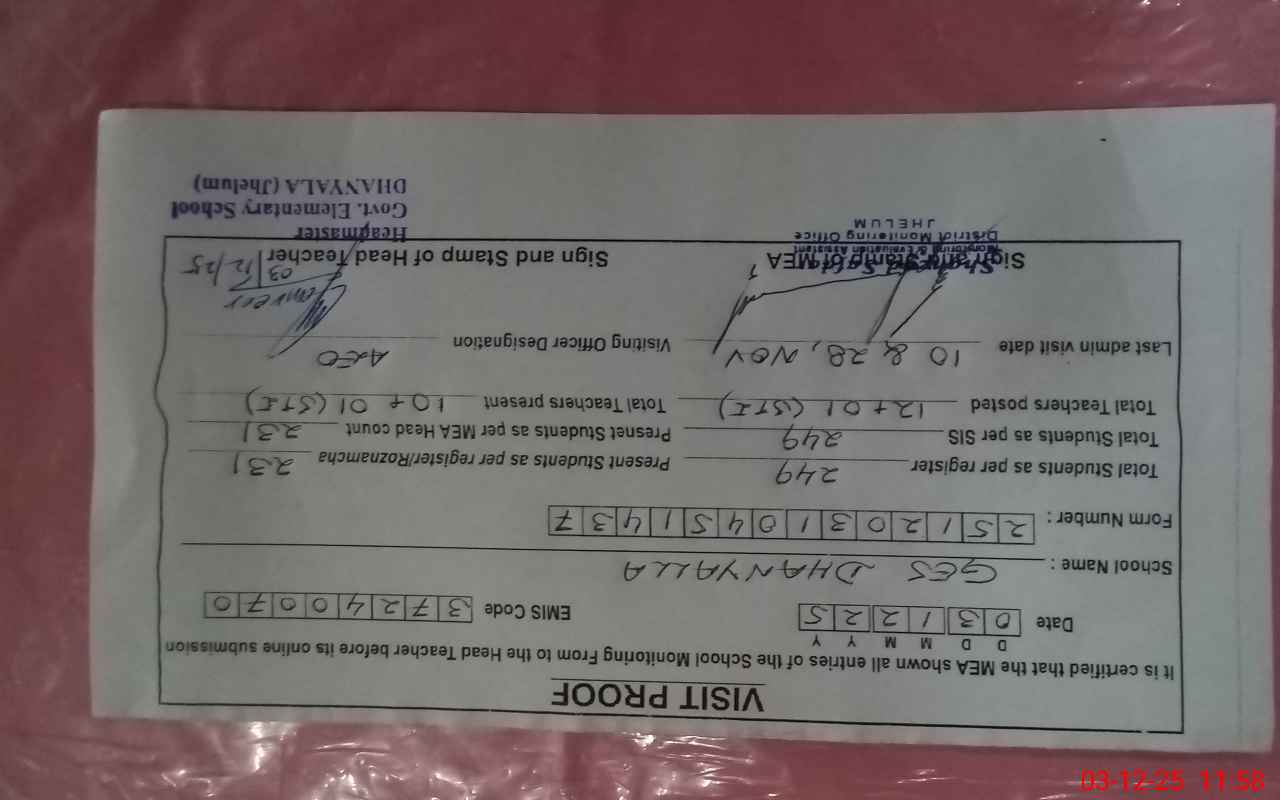 VISIT PROOF
It is certified that the MEA shown all entries of the School Monitoring From to the Head Teacher before its online submission
D D M M Y Y
Date 0 3 1 2 2 5 EMIS Code 3 7 2 4 0 0 7 0
School Name : GES DHANYALLA
Form Number : 2 5 1 2 0 3 1 0 4 5 1 4 3 7
Total Students as per register 249 Present Students as per register/Roznamcha 231
Total Students as per SIS 249 Presnet Students as per MEA Head count 231
Total Teachers posted 12 + 01 (STI) Total Teachers present 10 + 01 (STI)
Last admin visit date 10 & 28, NOV Visiting Officer Designation AEO
03/12/25
Sign and Stamp of MEA Sign and Stamp of Head Teacher
Monitoring & Evaluation Assistant
District Monitoring Office
JHELUM
Headmaster
Govt. Elementary School
DHANYALA (Jhelum)
03-12-25 11:58